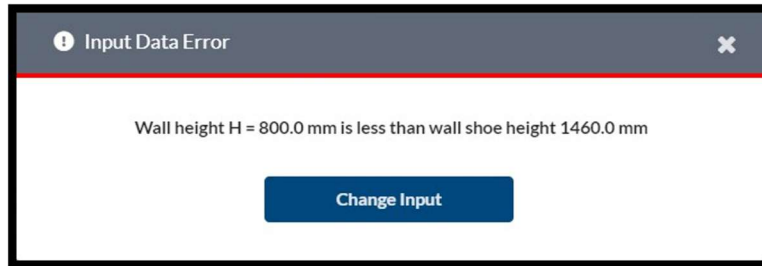 Input Data Error
Wall height H = 800.0 mm is less than wall shoe height 1460.0 mm
Change Input